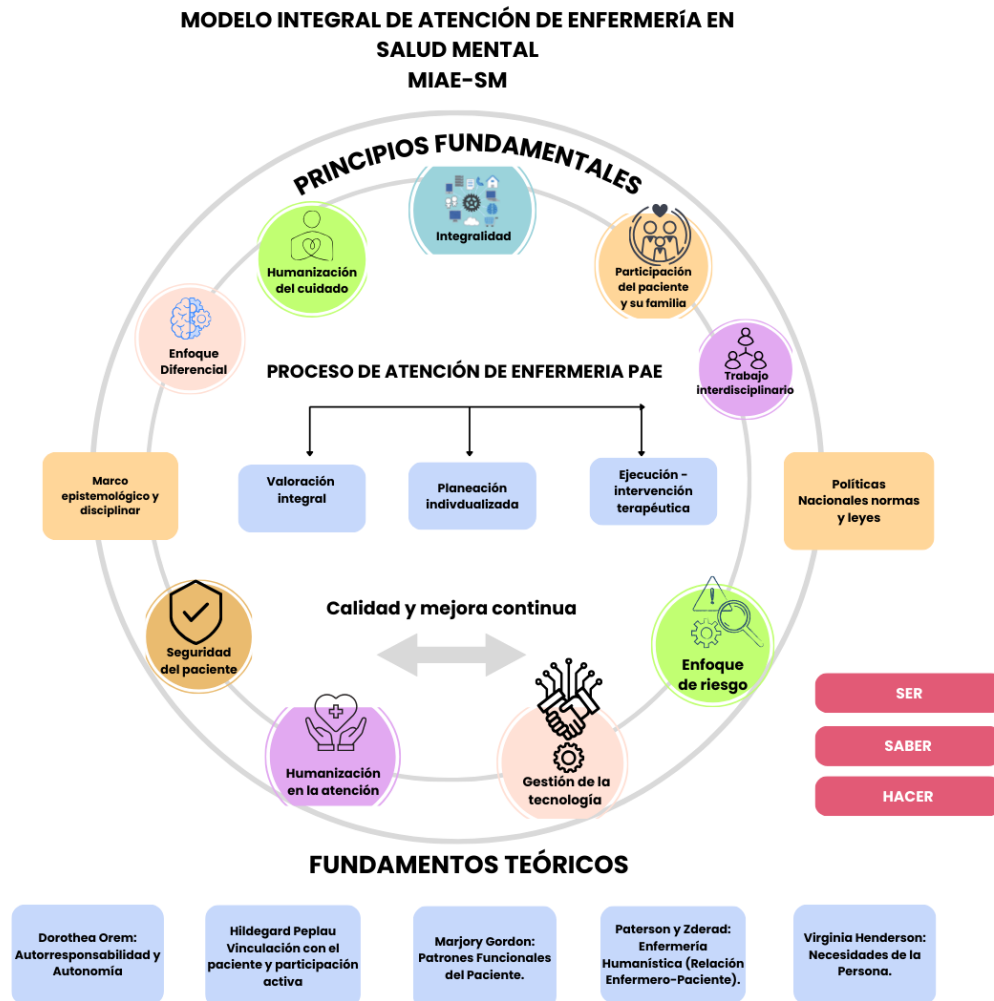 MODELO INTEGRAL DE ATENCIÓN DE ENFERMERíA EN
SALUD MENTAL
MIAE-SM
PRINCIPIOS FUNDAMENTALES
Integralidad
Humanización
del cuidado
Participación
del paciente
y su familia
Enfoque
Diferencial
Trabajo
interdisciplinario
PROCESO DE ATENCIÓN DE ENFERMERIA PAE
Marco
epistemológico y
disciplinar
Valoración
integral
Planeación
indivdualizada
Ejecución -
intervención
terapéutica
Políticas
Nacionales normas
y leyes
Calidad y mejora continua
Seguridad
del paciente
Enfoque
de riesgo
Humanización
en la atención
Gestión de la
tecnología
SER
SABER
HACER
FUNDAMENTOS TEÓRICOS
Dorothea Orem:
Autorresponsabilidad y
Autonomía
Hildegard Peplau
Vinculación con el
paciente y participación
activa
Marjory Gordon:
Patrones Funcionales
del Paciente.
Paterson y Zderad:
Enfermería
Humanística (Relación
Enfermero-Paciente).
Virginia Henderson:
Necesidades de la
Persona.